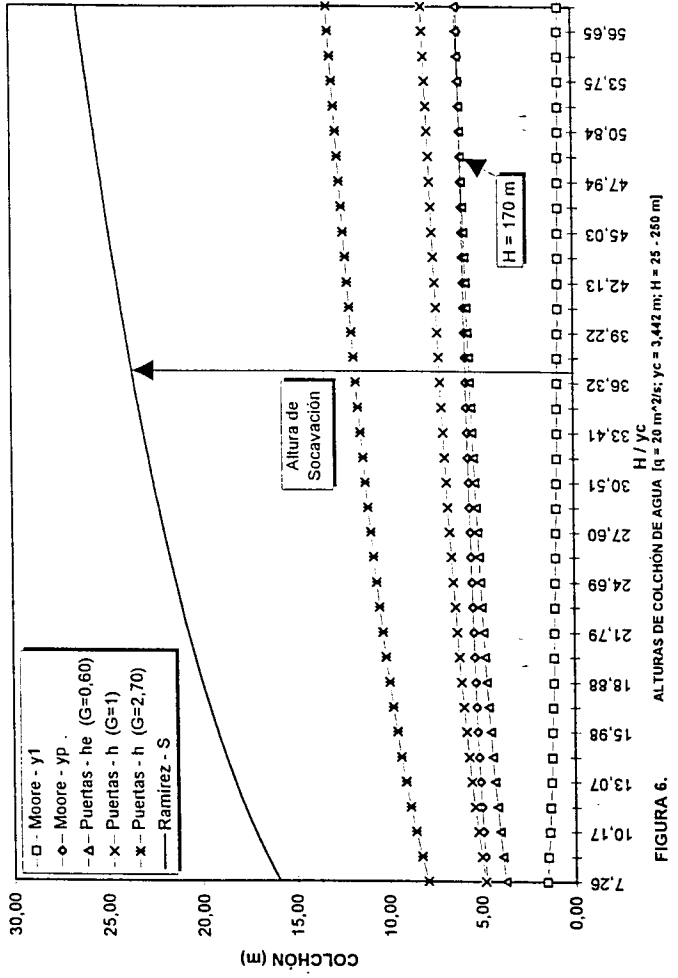 30,00
25,00
20,00
15,00
10,00
5,00
0,00
COLCHÓN (m)
Moore - y1
Moore - yp
Puertas - he (G=0,60)
Puertas - h (G=1)
Puertas - h (G=2,70)
Ramirez - S
Altura de
Socavación
H = 170 m
7,26
10,17
13,07
15,98
18,88
21,79
24,69
27,60
30,51
33,41
36,32
39,22
42,13
45,03
47,94
50,84
53,75
56,65
H / yc
FIGURA 6. ALTURAS DE COLCHÓN DE AGUA [q = 20 m^2/s; yc = 3,442 m; H = 25 - 250 m]